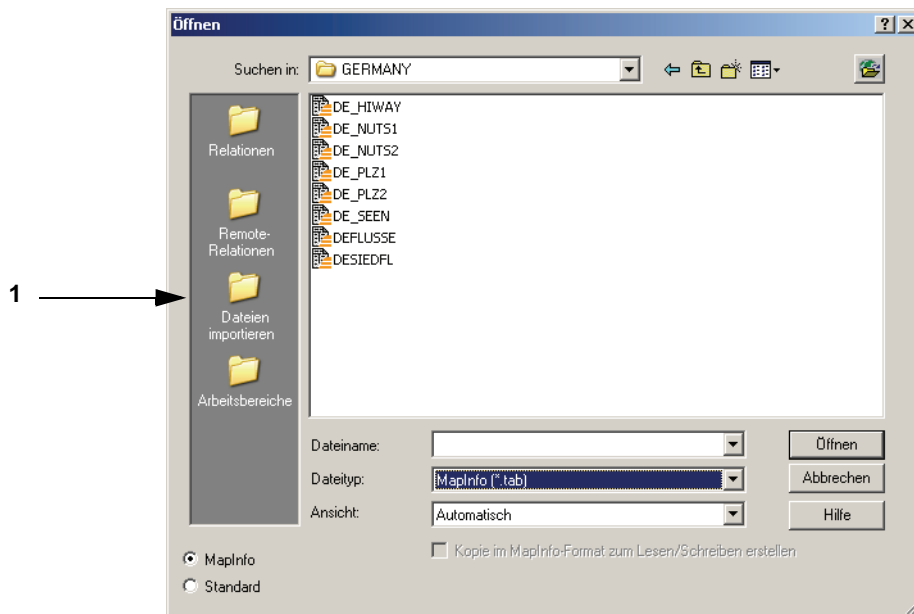 Öffnen
Suchen in: GERMANY
Relationen
Remote-
Relationen
Dateien
importieren
Arbeitsbereiche
DE_HIWAY
DE_NUTS1
DE_NUTS2
DE_PLZ1
DE_PLZ2
DE_SEEN
DEFLUSSE
DESIEDFL
1
Dateiname:
Öffnen
Dateityp: MapInfo (*.tab)
Abbrechen
Ansicht: Automatisch
Hilfe
Kopie im MapInfo-Format zum Lesen/Schreiben erstellen
MapInfo
Standard